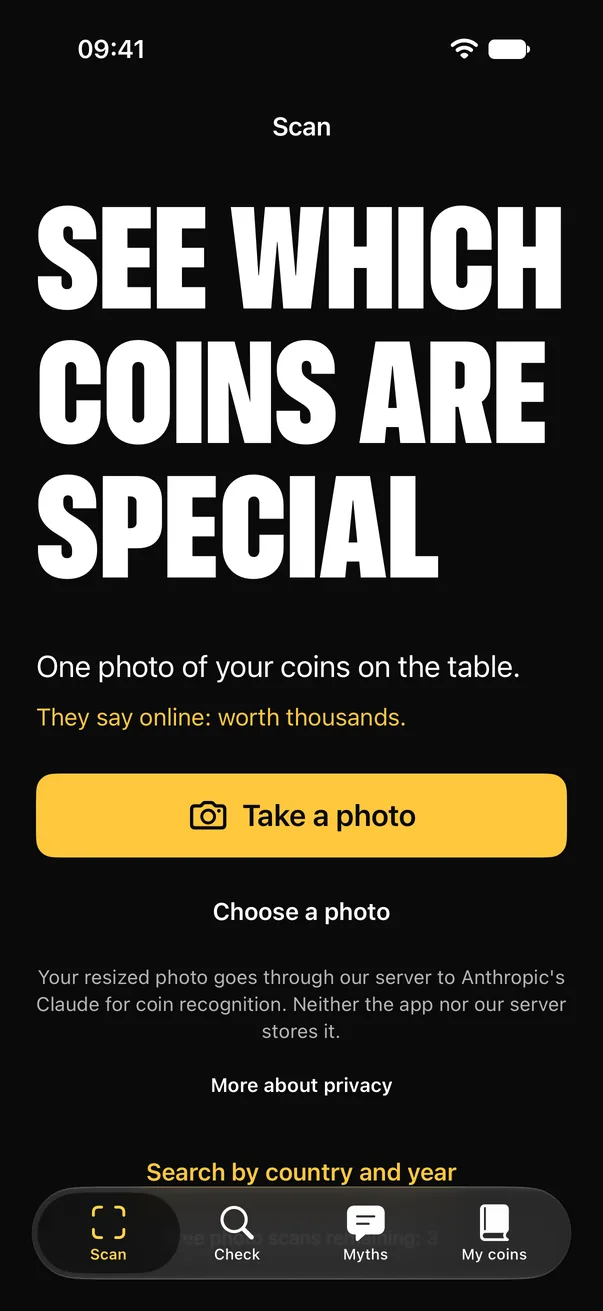 09:41
Scan
SEE WHICH
COINS ARE
SPECIAL
One photo of your coins on the table.
They say online: worth thousands.
Take a photo
Choose a photo
Your resized photo goes through our server to Anthropic's
Claude for coin recognition. Neither the app nor our server
stores it.
More about privacy
Search by country and year
photo scans remaining: 3
Scan
Check
Myths
My coins